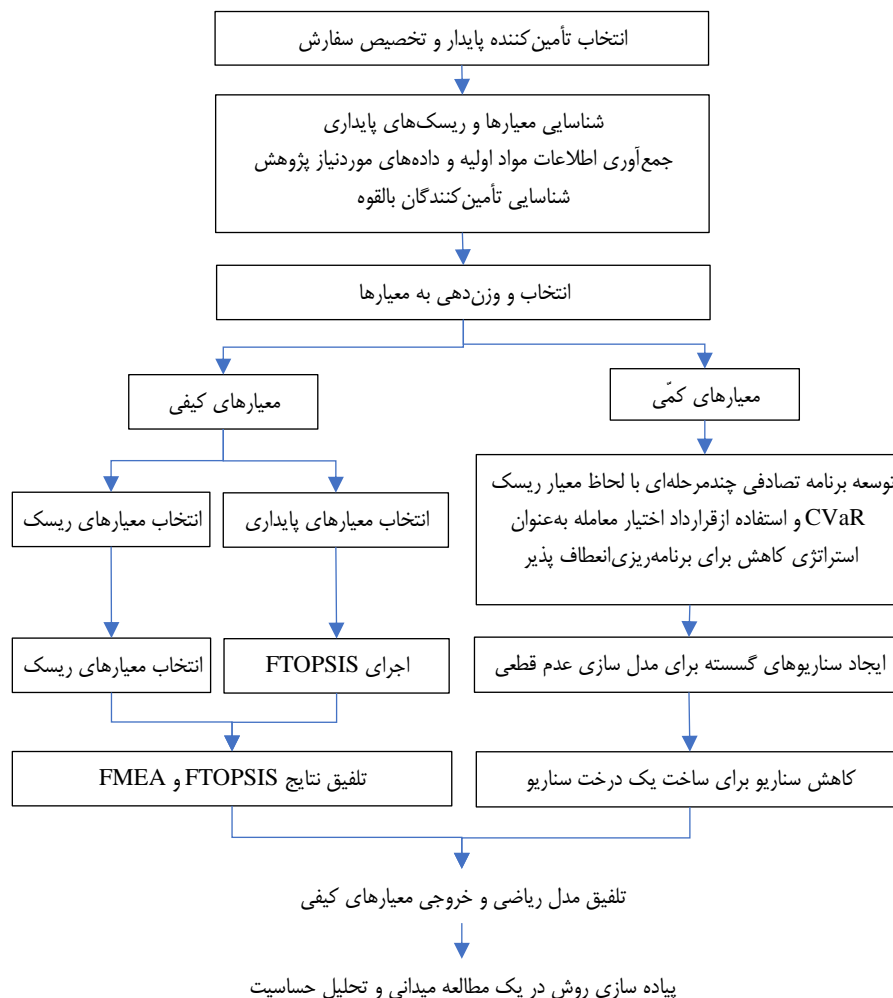 انتخاب تأمین‌کننده پایدار و تخصیص سفارش
شناسایی معیارها و ریسک‌های پایداری
جمع‌آوری اطلاعات مواد اولیه و داده‌های موردنیاز پژوهش
شناسایی تأمین‌کنندگان بالقوه
انتخاب و وزن‌دهی به معیارها
معیارهای کمّی
معیارهای کیفی
توسعه برنامه تصادفی چندمرحله‌ای با لحاظ معیار ریسک
CVaR و استفاده ازقرارداد اختیار معامله به‌عنوان
استراتژی کاهش برای برنامه‌ریزی‌انعطاف پذیر
انتخاب معیارهای پایداری
انتخاب معیارهای ریسک
ایجاد سناریوهای گسسته برای مدل سازی عدم قطعی
اجرای FTOPSIS
انتخاب معیارهای ریسک
کاهش سناریو برای ساخت یک درخت سناریو
تلفیق نتایج FTOPSIS و FMEA
تلفیق مدل ریاضی و خروجی معیارهای کیفی
پیاده سازی روش در یک مطالعه میدانی و تحلیل حساسیت